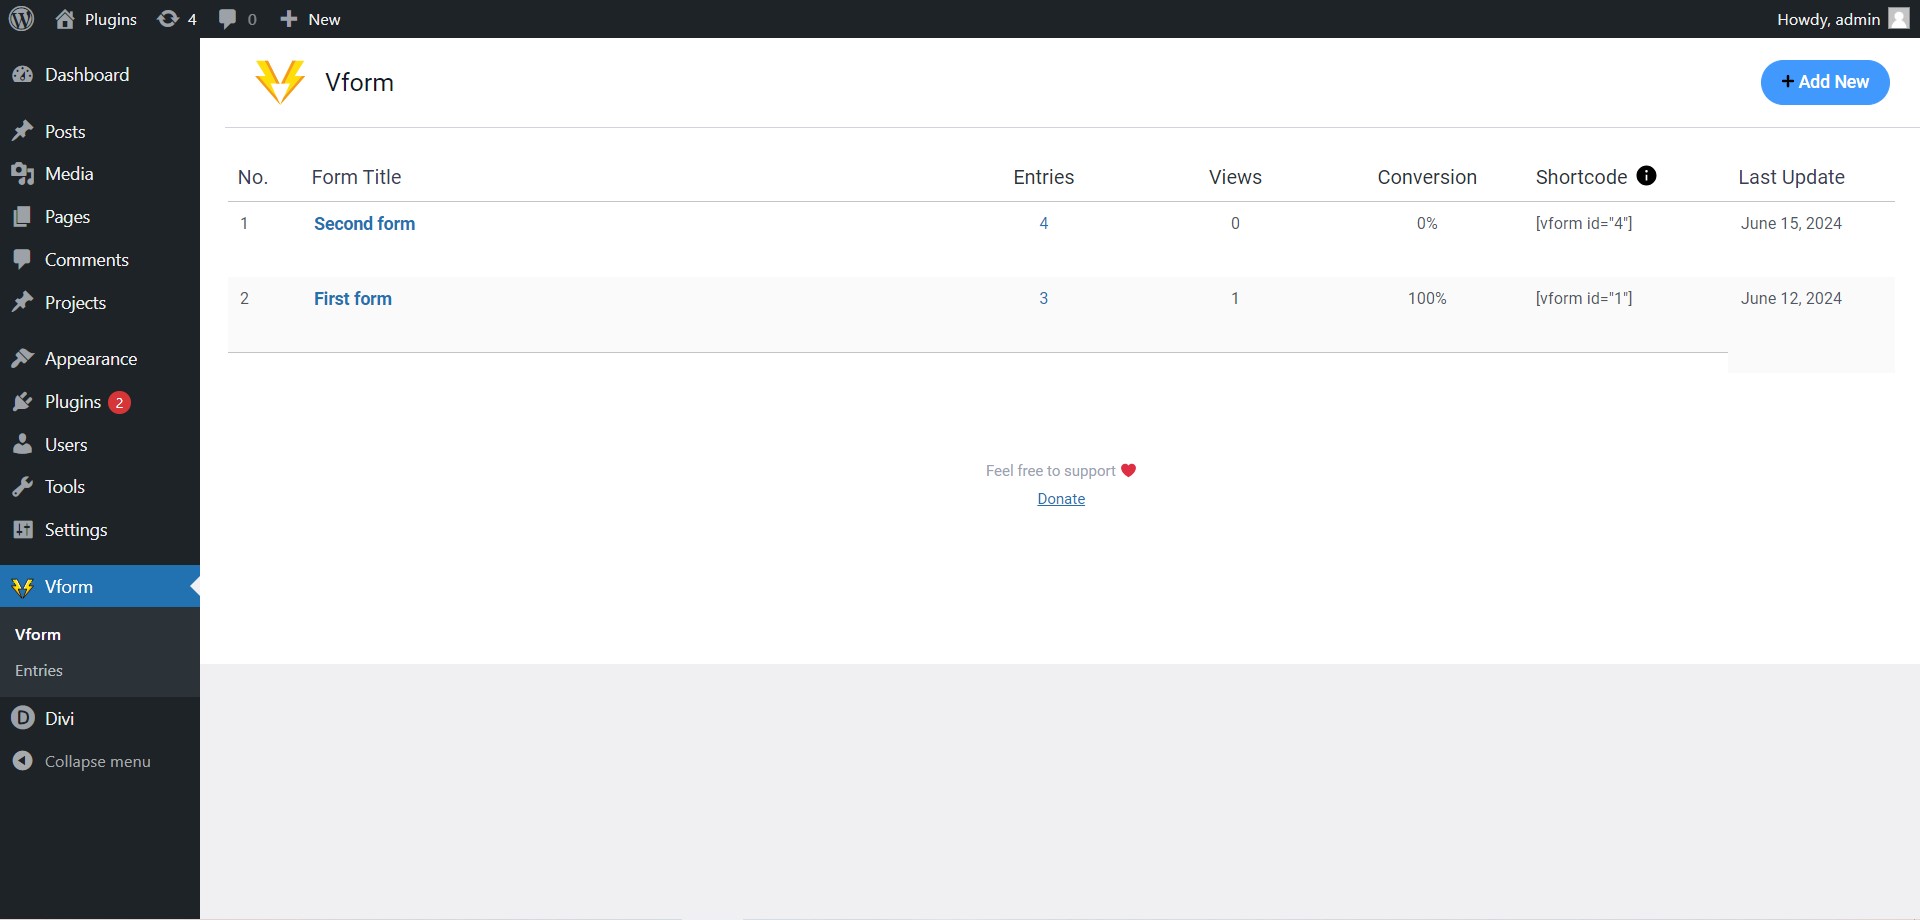 Plugins 4 0 New Howdy, admin
Dashboard
Posts
Media
Pages
Comments
Projects
Appearance
Plugins 2
Users
Tools
Settings
Vform
Vform
Entries
D Divi
Collapse menu
Vform
+ Add New
No. Form Title Entries Views Conversion Shortcode Last Update
1 Second form 4 0 0% [vform id="4"] June 15, 2024
2 First form 3 1 100% [vform id="1"] June 12, 2024
Feel free to support ❤
Donate